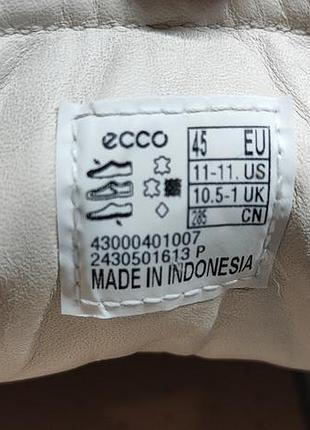 ecco
45 EU
11-11. US
10.5-1 UK
285 CN
43000401007
2430501613 P
MADE IN INDONESIA